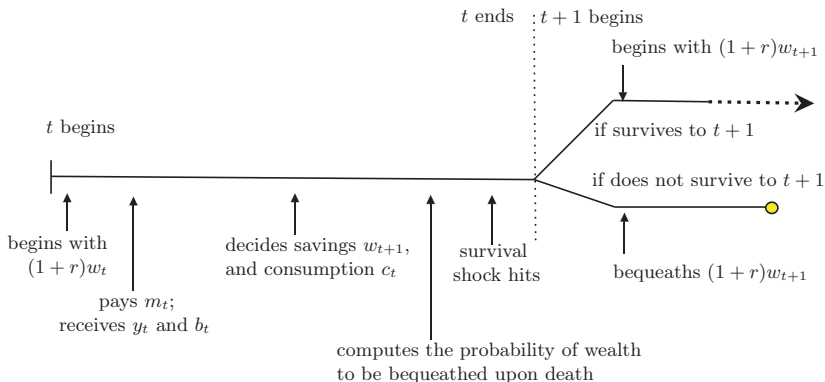 t ends
t + 1 begins
begins with (1 + r)w_{t+1}
t begins
if survives to t + 1
if does not survive to t + 1
begins with
(1 + r)w_t
decides savings w_{t+1},
and consumption c_t
survival
shock hits
bequeaths (1 + r)w_{t+1}
pays m_t;
receives y_t and b_t
computes the probability of wealth
to be bequeathed upon death